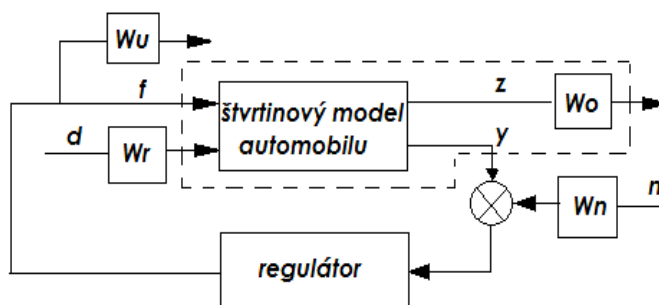 Wu
f
štvrtinový model
automobilu
z
Wo
d
Wr
y
Wn
n
regulátor